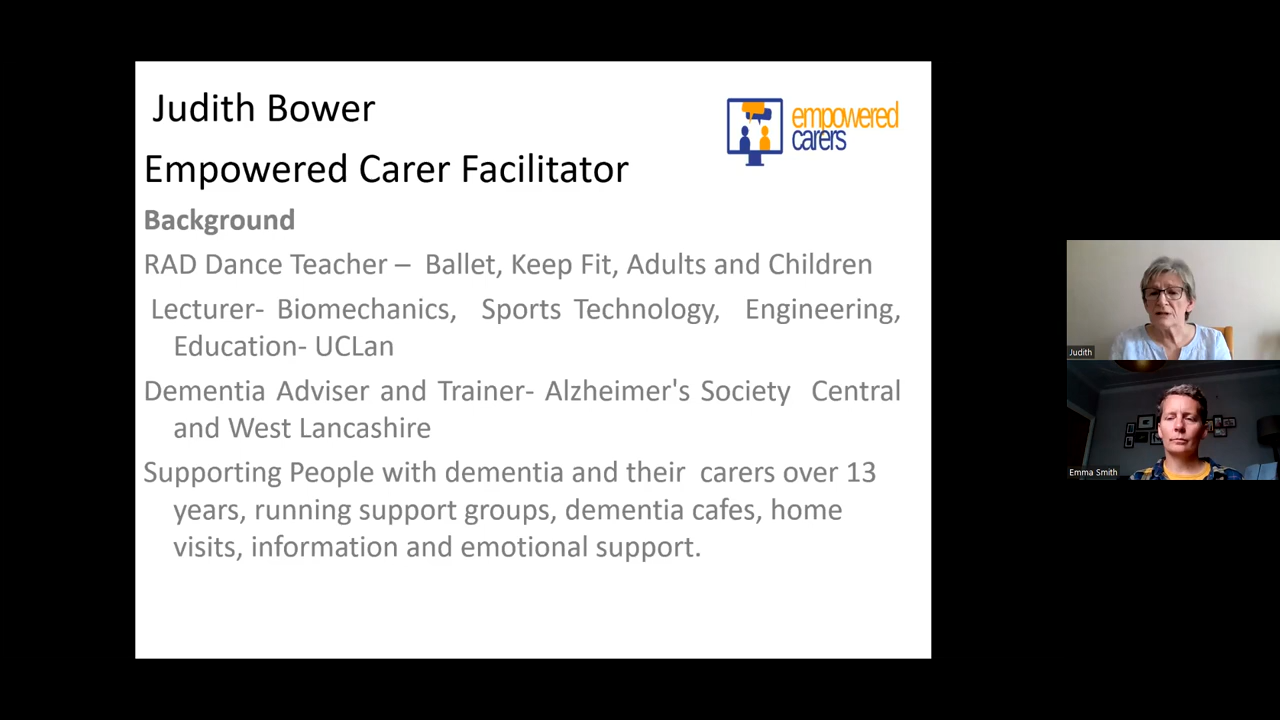 Judith Bower
Empowered Carer Facilitator
empowered
carers
Background
RAD Dance Teacher – Ballet, Keep Fit, Adults and Children
Lecturer- Biomechanics, Sports Technology, Engineering,
Education- UCLan
Dementia Adviser and Trainer- Alzheimer's Society Central
and West Lancashire
Supporting People with dementia and their carers over 13
years, running support groups, dementia cafes, home
visits, information and emotional support.
Judith
Emma Smith